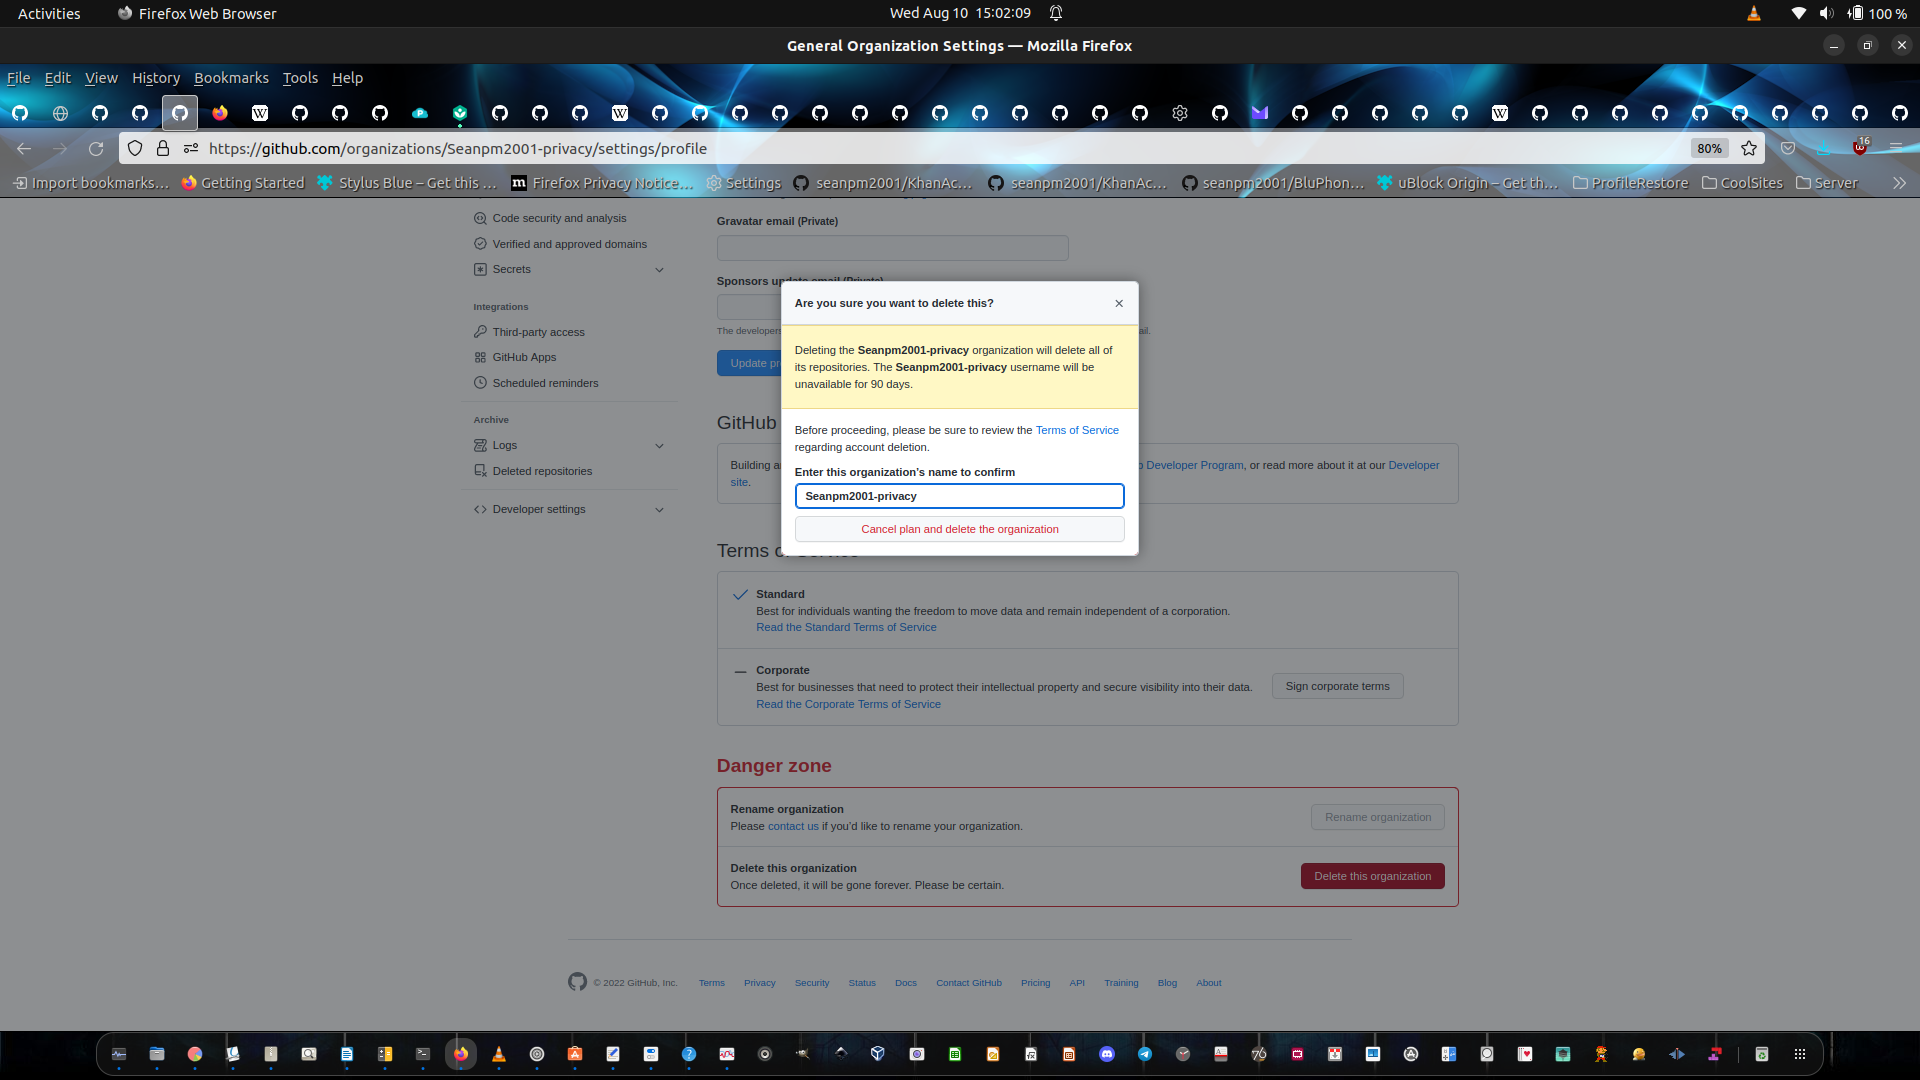 Activities
Firefox Web Browser
Wed Aug 10  15:02:09
100 %
General Organization Settings — Mozilla Firefox
File Edit View History Bookmarks Tools Help
https://github.com/organizations/Seanpm2001-privacy/settings/profile
80%
16
Import bookmarks…
Getting Started
Stylus Blue – Get this …
Firefox Privacy Notice…
Settings
seanpm2001/KhanAc…
seanpm2001/KhanAc…
seanpm2001/BluPhon…
uBlock Origin – Get th…
ProfileRestore
CoolSites
Server
Code security and analysis
Verified and approved domains
Secrets
Integrations
Third-party access
GitHub Apps
Scheduled reminders
Archive
Logs
Deleted repositories
Developer settings
Gravatar email (Private)
Sponsors update email (Private)
The developers
ail.
Update pr
Are you sure you want to delete this?
Deleting the Seanpm2001-privacy organization will delete all of
its repositories. The Seanpm2001-privacy username will be
unavailable for 90 days.
Before proceeding, please be sure to review the Terms of Service
regarding account deletion.
Enter this organization's name to confirm
Seanpm2001-privacy
Cancel plan and delete the organization
GitHub
Building a
Developer Program, or read more about it at our Developer
site.
Terms of Service
Standard
Best for individuals wanting the freedom to move data and remain independent of a corporation.
Read the Standard Terms of Service
Corporate
Best for businesses that need to protect their intellectual property and secure visibility into their data.
Read the Corporate Terms of Service
Sign corporate terms
Danger zone
Rename organization
Please contact us if you'd like to rename your organization.
Rename organization
Delete this organization
Once deleted, it will be gone forever. Please be certain.
Delete this organization
© 2022 GitHub, Inc.
Terms
Privacy
Security
Status
Docs
Contact GitHub
Pricing
API
Training
Blog
About